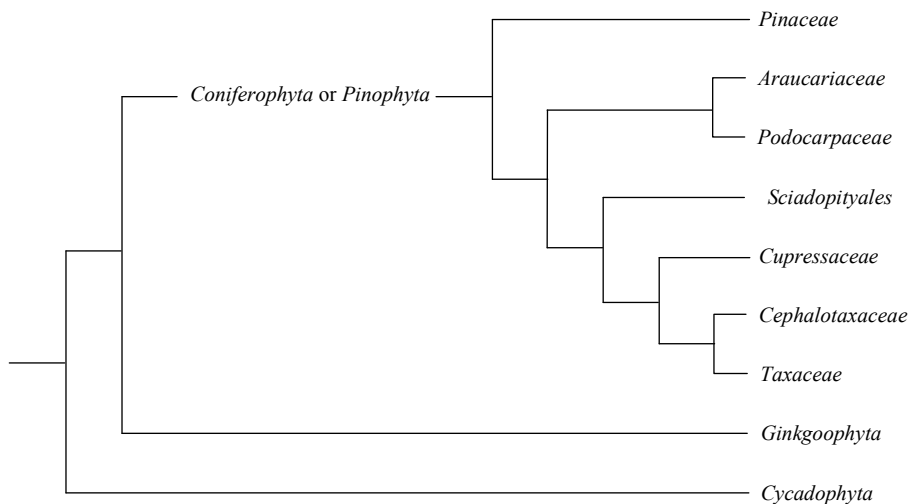 Pinaceae
Coniferophyta or Pinophyta
Araucariaceae
Podocarpaceae
Sciadopityales
Cupressaceae
Cephalotaxaceae
Taxaceae
Ginkgoophyta
Cycadophyta